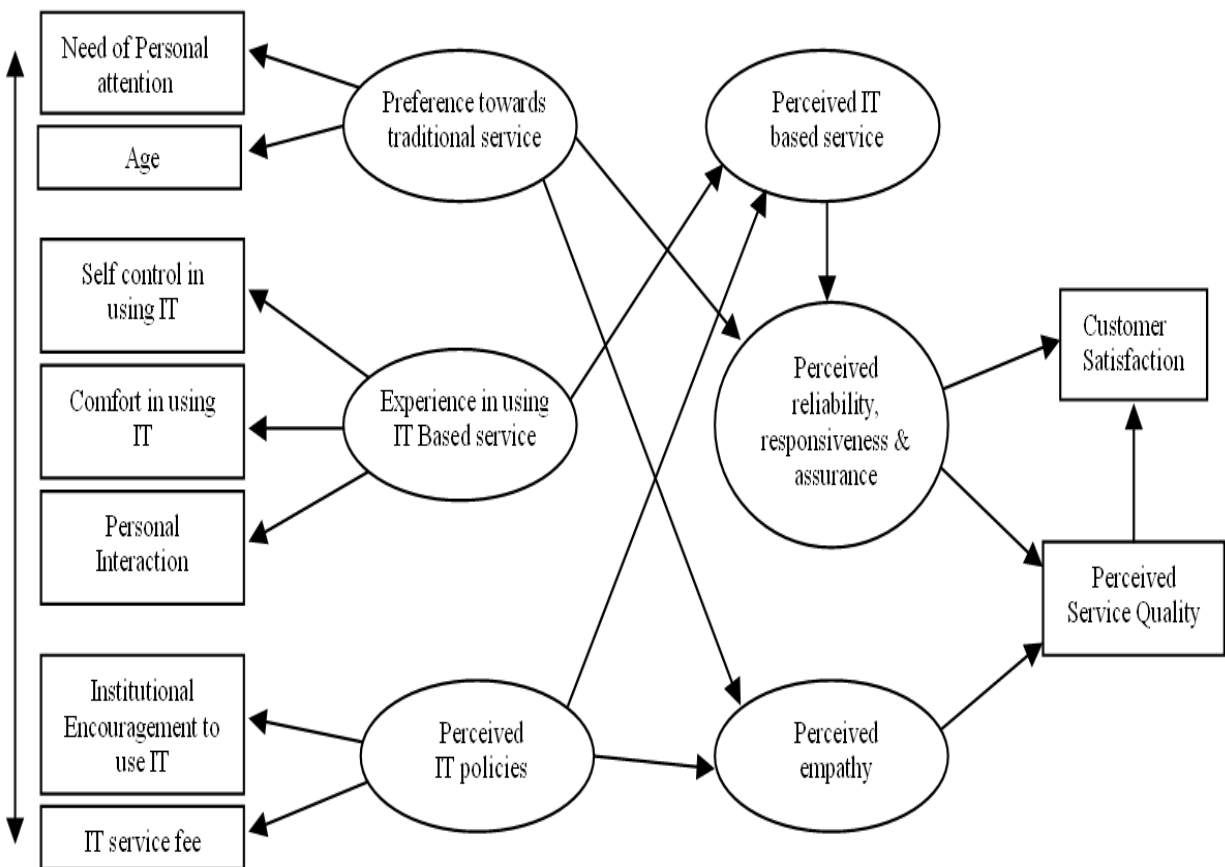 Need of Personal
attention
Age
Preference towards
traditional service
Perceived IT
based service
Self control in
using IT
Comfort in using
IT
Personal
Interaction
Experience in using
IT Based service
Perceived
reliability,
responsiveness &
assurance
Customer
Satisfaction
Perceived
Service Quality
Institutional
Encouragement to
use IT
IT service fee
Perceived
IT policies
Perceived
empathy